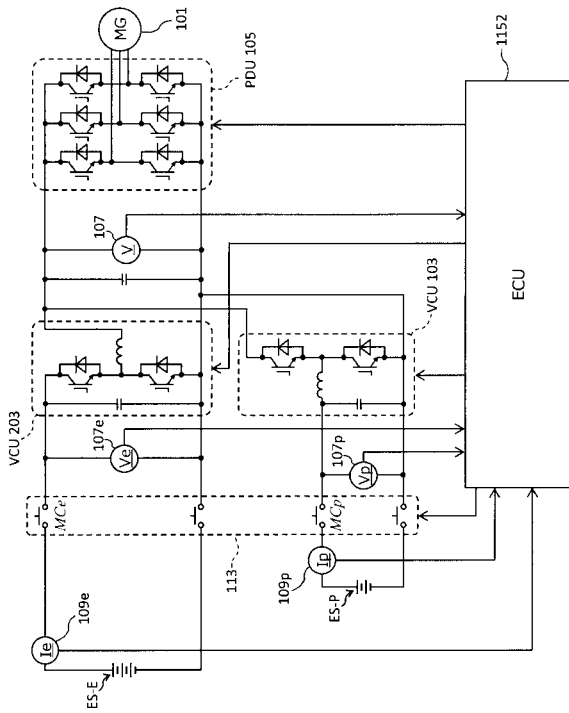 MG
101
PDU 105
1152
107
V
ECU
VCU 203
VCU 103
107e
Ve
107p
Vp
MCe
MCp
113
109p
Ip
ES-P
109e
Ie
ES-E